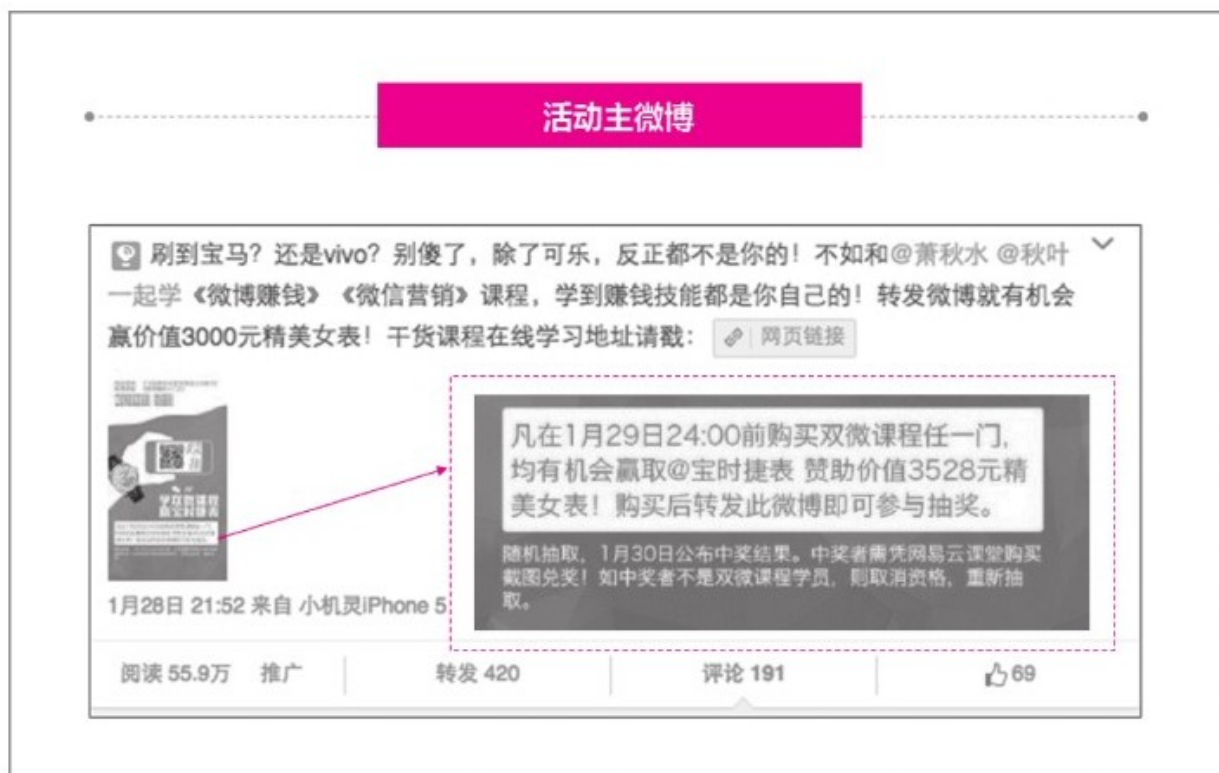 活动主微博
刷到宝马？还是vivo？别傻了，除了可乐，反正都不是你的！不如和@萧秋水 @秋叶
一起学《微博赚钱》《微信营销》课程，学到赚钱技能都是你自己的！转发微博就有机会
赢价值3000元精美女表！干货课程在线学习地址请戳： 网页链接
学双微课程
赢宝时捷表
凡在1月29日24:00前购买双微课程任一门，
均有机会赢取@宝时捷表 赞助价值3528元精
美女表！购买后转发此微博即可参与抽奖。
随机抽取，1月30日公布中奖结果。中奖者需凭网易云课堂购买
截图兑奖！如中奖者不是双微课程学员，则取消资格，重新抽
取。
1月28日 21:52 来自 小机灵iPhone 5
阅读 55.9万 推广 转发 420 评论 191 69